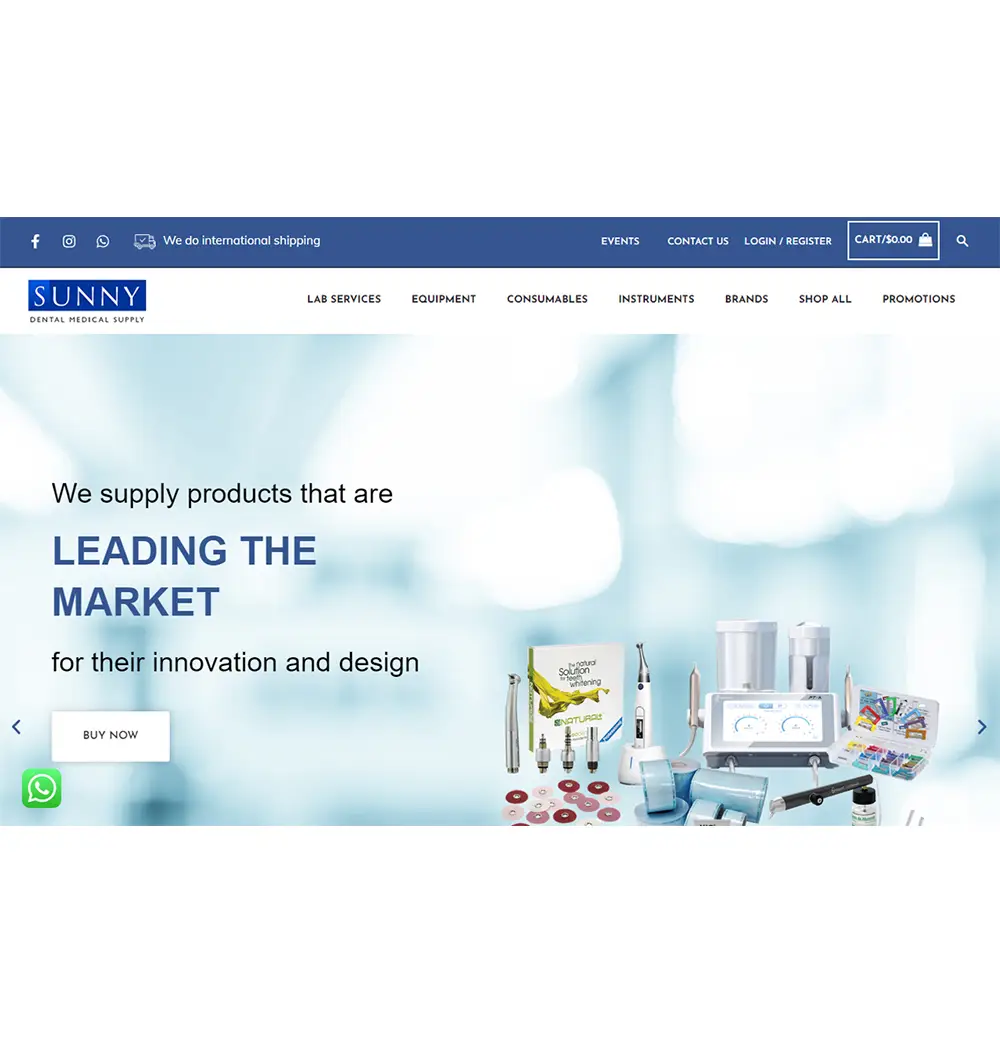 We do international shipping
EVENTS
CONTACT US
LOGIN / REGISTER
CART/$0.00
SUNNY
DENTAL MEDICAL SUPPLY
LAB SERVICES
EQUIPMENT
CONSUMABLES
INSTRUMENTS
BRANDS
SHOP ALL
PROMOTIONS
We supply products that are
LEADING THE
MARKET
for their innovation and design
BUY NOW
The natural
Solution
for teeth
whitening